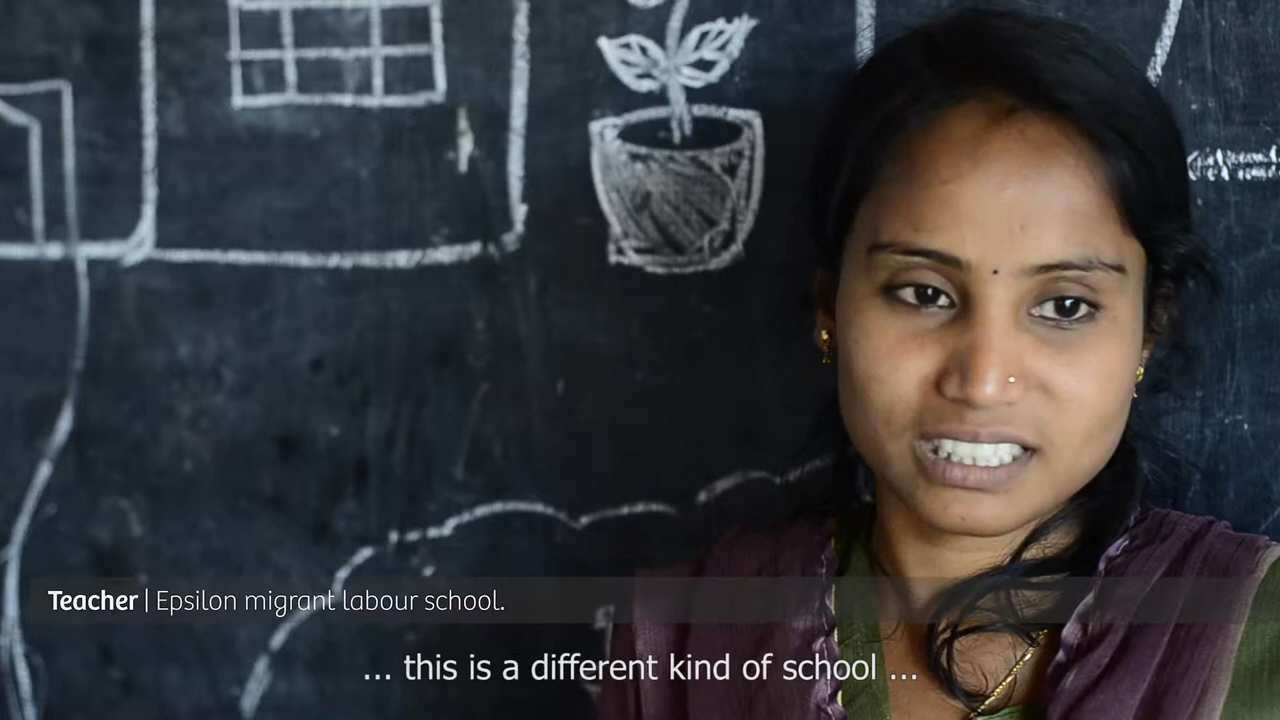 Teacher | Epsilon migrant labour school.
... this is a different kind of school ...